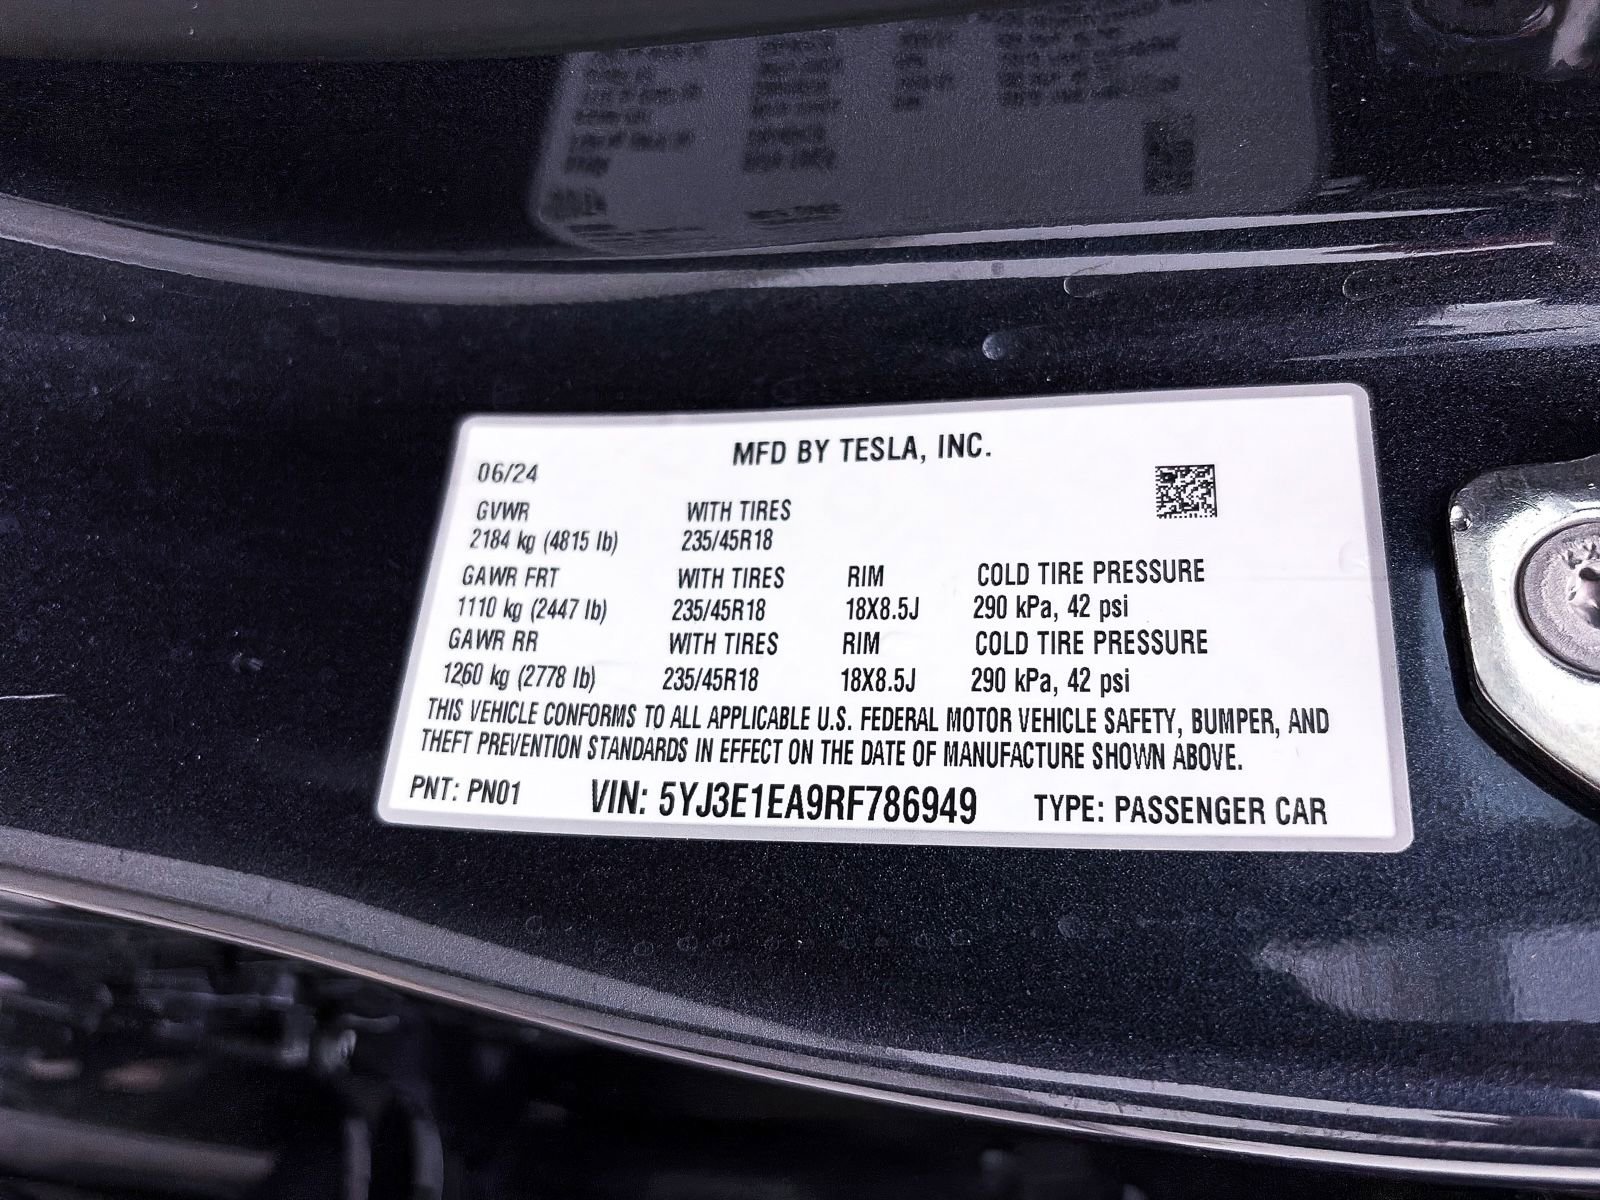 MFD BY TESLA, INC.
06/24
GVWR WITH TIRES
2184 kg (4815 lb) 235/45R18
GAWR FRT WITH TIRES RIM COLD TIRE PRESSURE
1110 kg (2447 lb) 235/45R18 18X8.5J 290 kPa, 42 psi
GAWR RR WITH TIRES RIM COLD TIRE PRESSURE
1260 kg (2778 lb) 235/45R18 18X8.5J 290 kPa, 42 psi
THIS VEHICLE CONFORMS TO ALL APPLICABLE U.S. FEDERAL MOTOR VEHICLE SAFETY, BUMPER, AND
THEFT PREVENTION STANDARDS IN EFFECT ON THE DATE OF MANUFACTURE SHOWN ABOVE.
PNT: PN01 VIN: 5YJ3E1EA9RF786949 TYPE: PASSENGER CAR